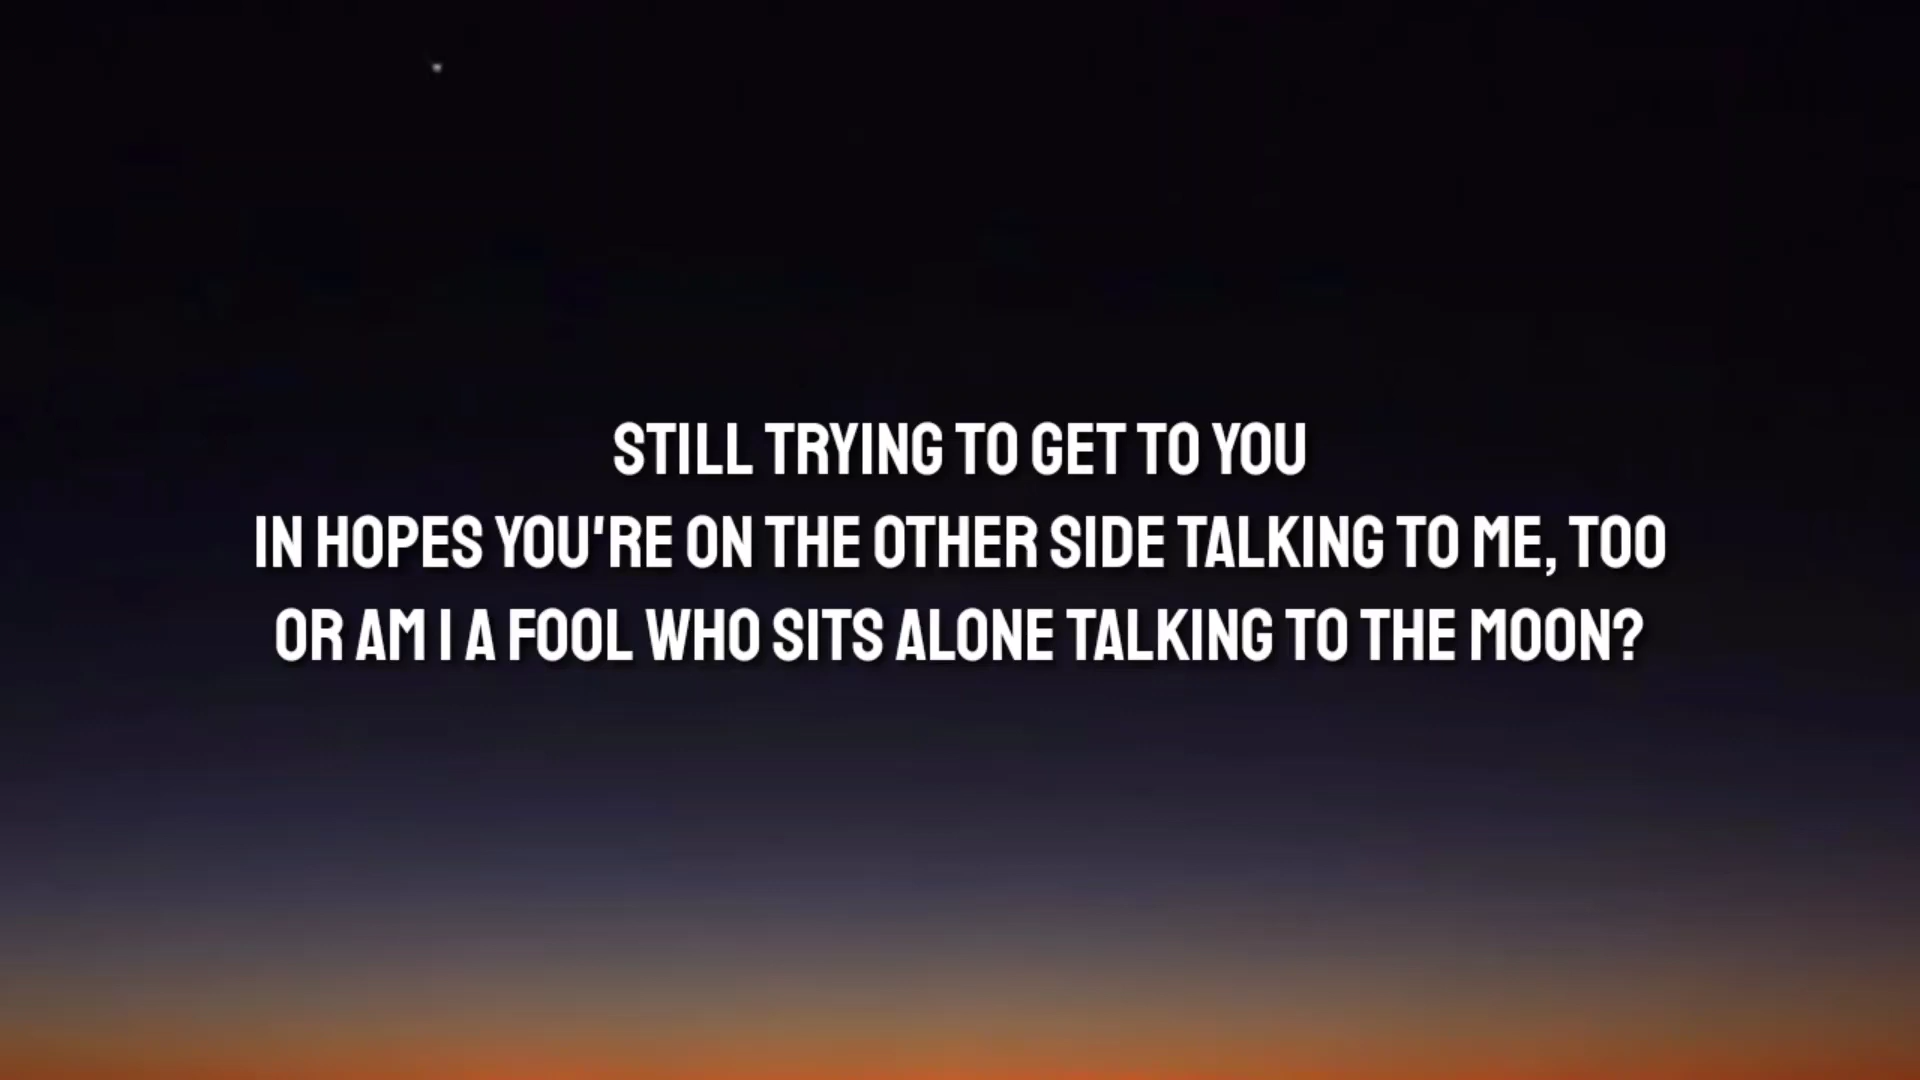 STILL TRYING TO GET TO YOU
IN HOPES YOU'RE ON THE OTHER SIDE TALKING TO ME, TOO
OR AM I A FOOL WHO SITS ALONE TALKING TO THE MOON?